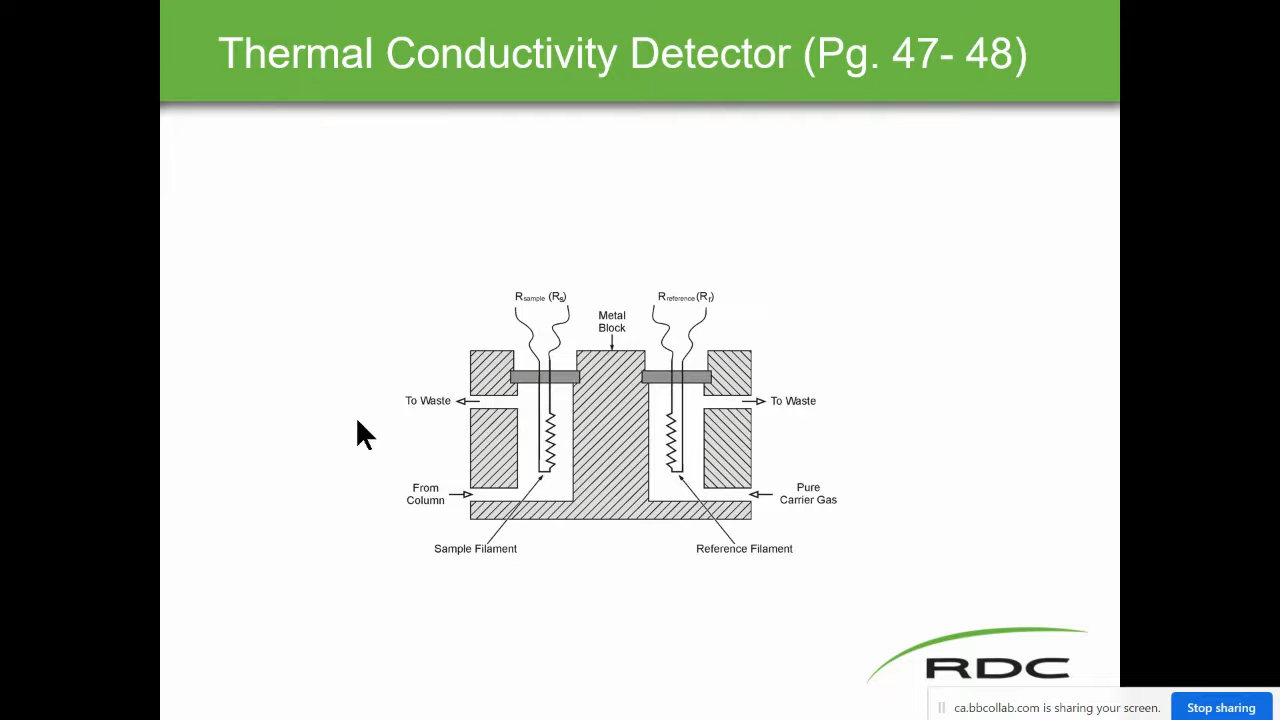 Thermal Conductivity Detector (Pg. 47- 48)
Rsample (Rs)
Rreference (Rr)
Metal
Block
To Waste
To Waste
From
Column
Pure
Carrier Gas
Sample Filament
Reference Filament
RDC
ca.bbcollab.com is sharing your screen.
Stop sharing